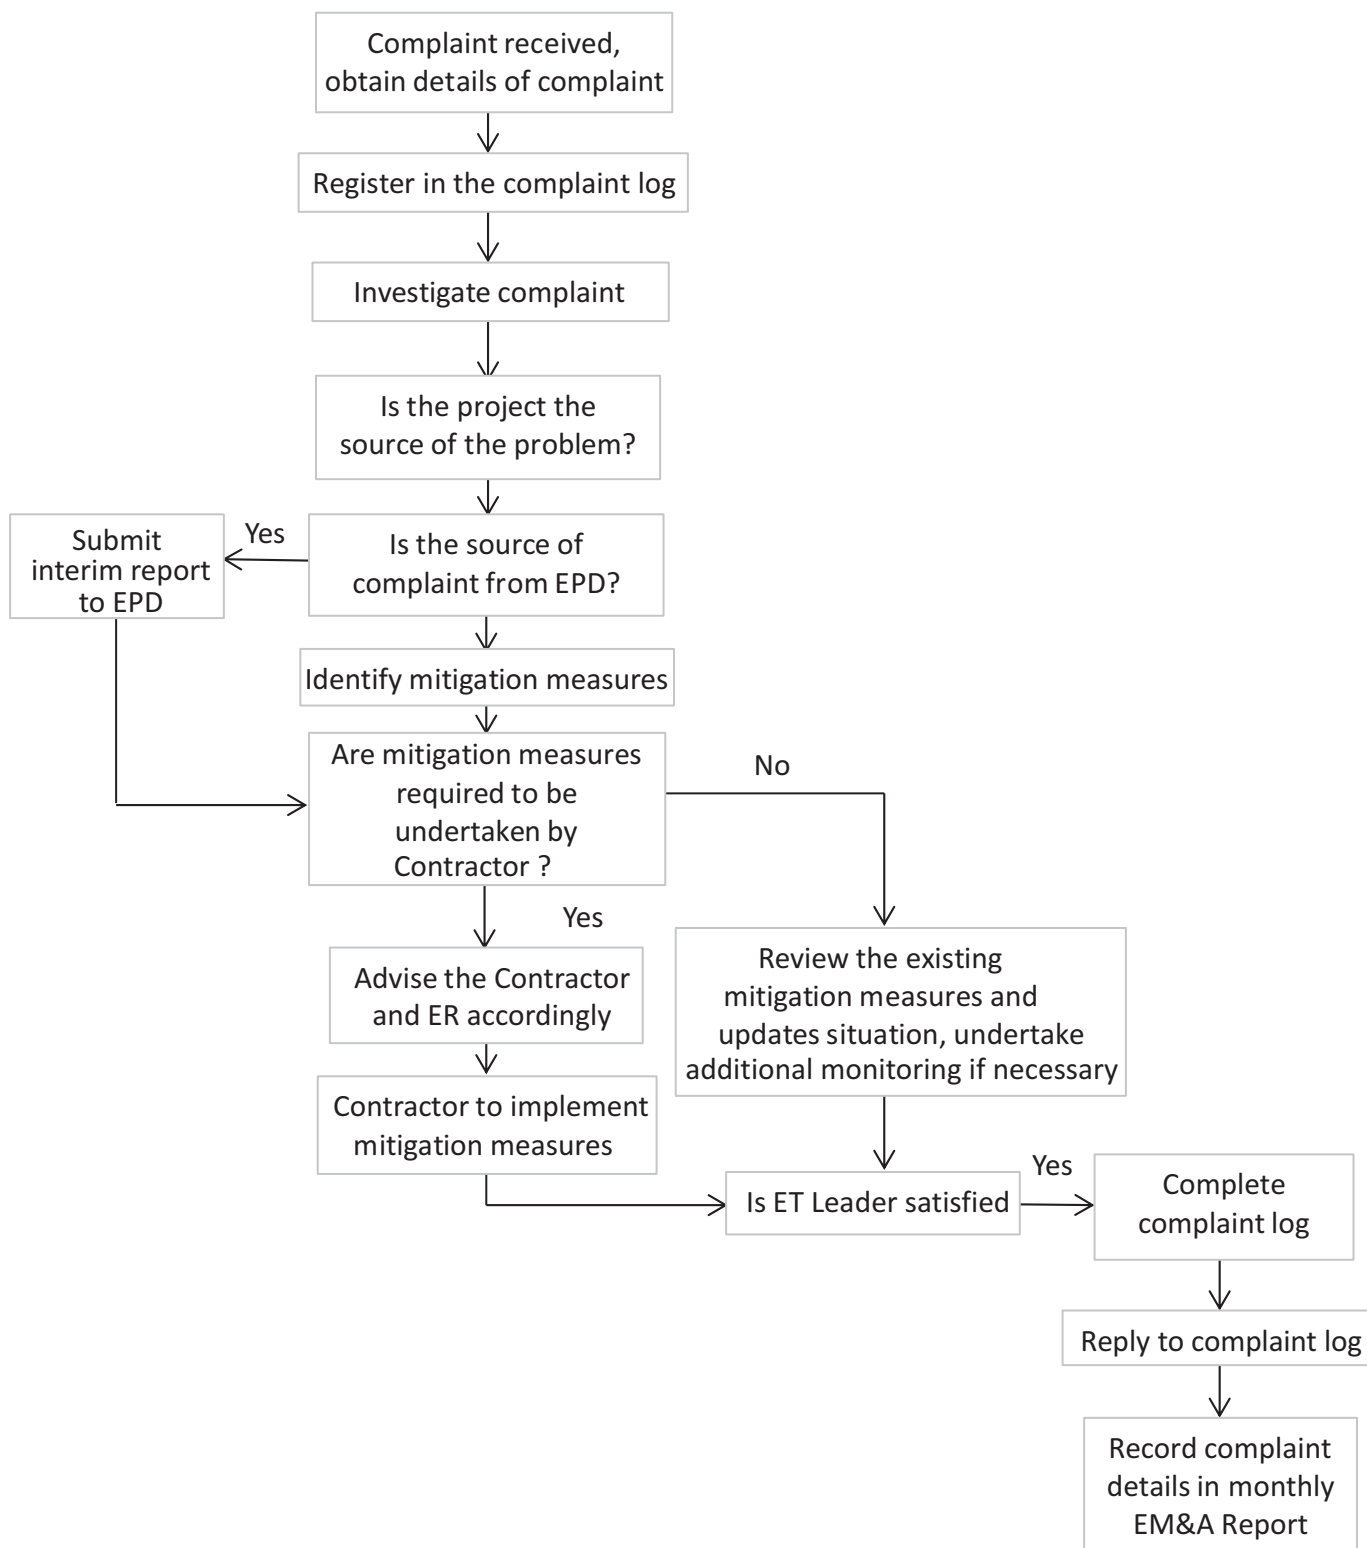 Complaint received,
obtain details of complaint
Register in the complaint log
Investigate complaint
Is the project the
source of the problem?
Submit
interim report
to EPD
Yes
Is the source of
complaint from EPD?
Identify mitigation measures
Are mitigation measures
required to be
undertaken by
Contractor ?
No
Yes
Advise the Contractor
and ER accordingly
Review the existing
mitigation measures and
updates situation, undertake
additional monitoring if necessary
Contractor to implement
mitigation measures
Is ET Leader satisfied
Yes
Complete
complaint log
Reply to complaint log
Record complaint
details in monthly
EM&A Report